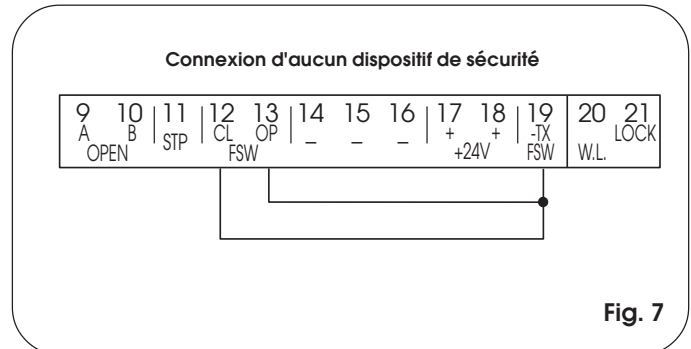 Connexion d'aucun dispositif de sécurité
9 10 11 12 13 14 15 16 17 18 19 20 21
A B STP CL OP _ _ _ + + -TX LOCK
OPEN FSW +24V FSW W.L.
Fig. 7